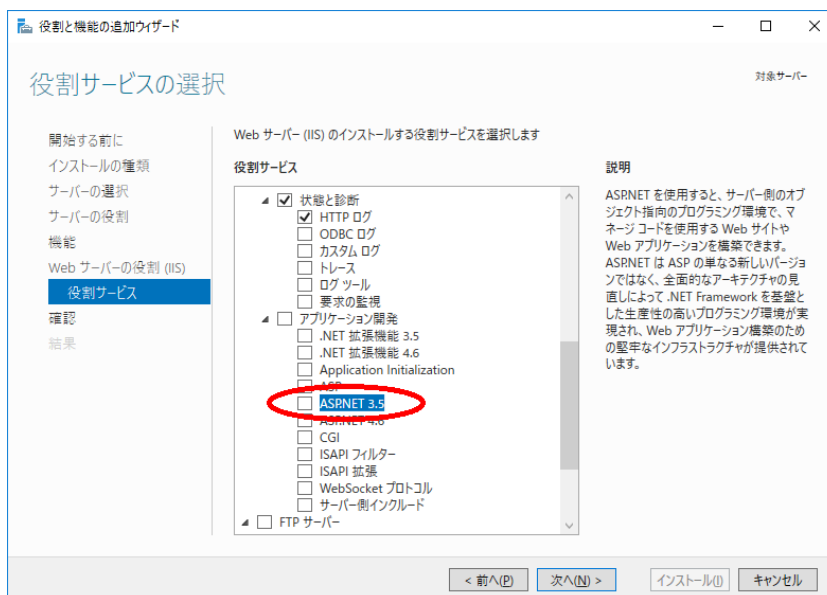 役割と機能の追加ウィザード
役割サービスの選択
対象サーバー
開始する前に
インストールの種類
サーバーの選択
サーバーの役割
機能
Web サーバーの役割 (IIS)
役割サービス
確認
結果
Web サーバー (IIS) のインストールする役割サービスを選択します
役割サービス
状態と診断
HTTP ログ
ODBC ログ
カスタム ログ
トレース
ログ ツール
要求の監視
アプリケーション開発
.NET 拡張機能 3.5
.NET 拡張機能 4.6
Application Initialization
ASP
ASP.NET 3.5
ASP.NET 4.6
CGI
ISAPI フィルター
ISAPI 拡張
WebSocket プロトコル
サーバー側インクルード
FTP サーバー
説明
ASP.NET を使用すると、サーバー側のオブ
ジェクト指向のプログラミング環境で、マ
ネージ コードを使用する Web サイトや
Web アプリケーションを構築できます。
ASP.NET は ASP の単なる新しいバージョ
ンではなく、全面的なアーキテクチャの見
直しによって .NET Framework を基盤と
した生産性の高いプログラミング環境が実
現され、Web アプリケーション構築のため
の堅牢なインフラストラクチャが提供されて
います。
< 前へ(P)
次へ(N) >
インストール(I)
キャンセル